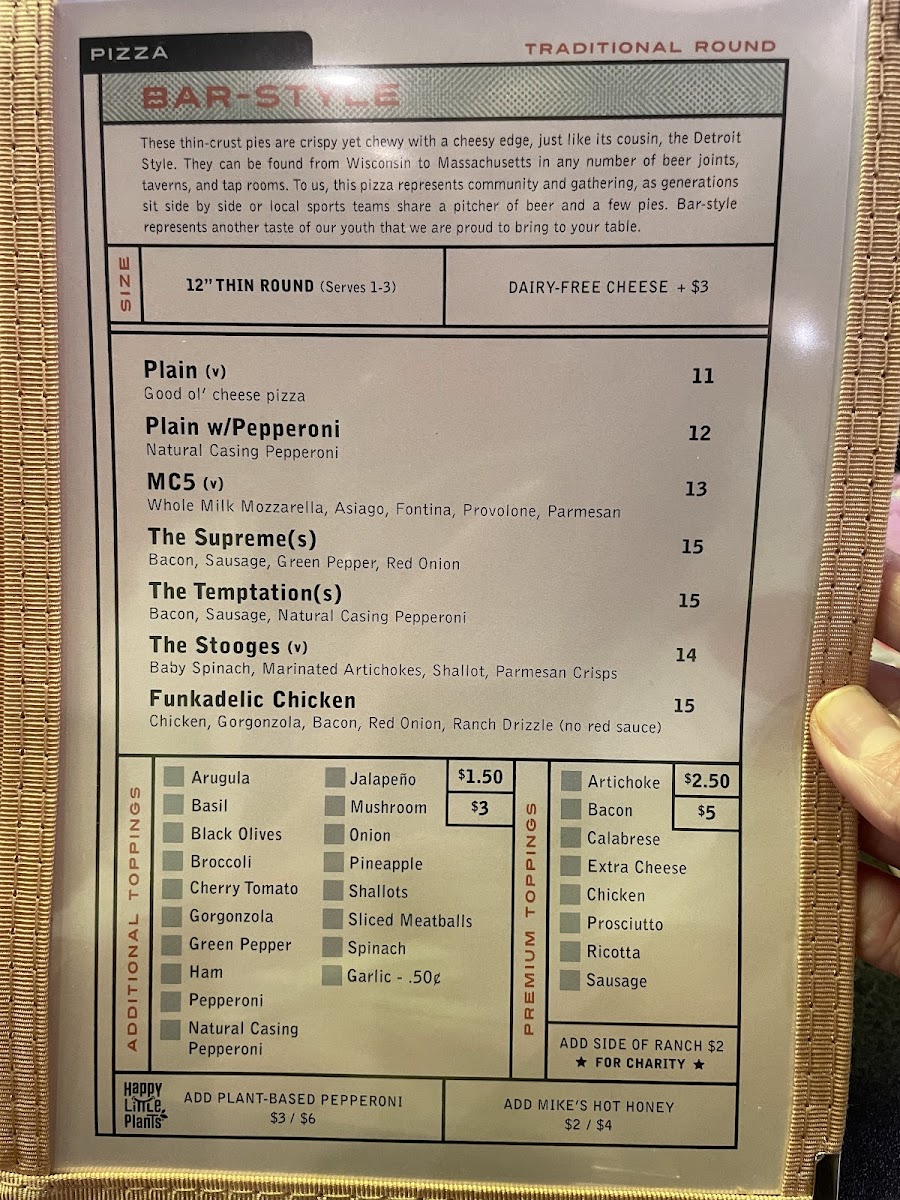 PIZZA
TRADITIONAL ROUND
BAR-STYLE
These thin-crust pies are crispy yet chewy with a cheesy edge, just like its cousin, the Detroit
Style. They can be found from Wisconsin to Massachusetts in any number of beer joints,
taverns, and tap rooms. To us, this pizza represents community and gathering, as generations
sit side by side or local sports teams share a pitcher of beer and a few pies. Bar-style
represents another taste of our youth that we are proud to bring to your table.
SIZE
12" THIN ROUND (Serves 1-3)
DAIRY-FREE CHEESE + $3
Plain (v) 11
Good ol' cheese pizza
Plain w/Pepperoni 12
Natural Casing Pepperoni
MC5 (v) 13
Whole Milk Mozzarella, Asiago, Fontina, Provolone, Parmesan
The Supreme(s) 15
Bacon, Sausage, Green Pepper, Red Onion
The Temptation(s) 15
Bacon, Sausage, Natural Casing Pepperoni
The Stooges (v) 14
Baby Spinach, Marinated Artichokes, Shallot, Parmesan Crisps
Funkadelic Chicken 15
Chicken, Gorgonzola, Bacon, Red Onion, Ranch Drizzle (no red sauce)
ADDITIONAL TOPPINGS
$1.50
$3
Arugula
Basil
Black Olives
Broccoli
Cherry Tomato
Gorgonzola
Green Pepper
Ham
Pepperoni
Natural Casing
Pepperoni
Jalapeño
Mushroom
Onion
Pineapple
Shallots
Sliced Meatballs
Spinach
Garlic - .50¢
PREMIUM TOPPINGS
$2.50
$5
Artichoke
Bacon
Calabrese
Extra Cheese
Chicken
Prosciutto
Ricotta
Sausage
ADD SIDE OF RANCH $2
★ FOR CHARITY ★
Happy
Little
Plants
ADD PLANT-BASED PEPPERONI
$3 / $6
ADD MIKE'S HOT HONEY
$2 / $4